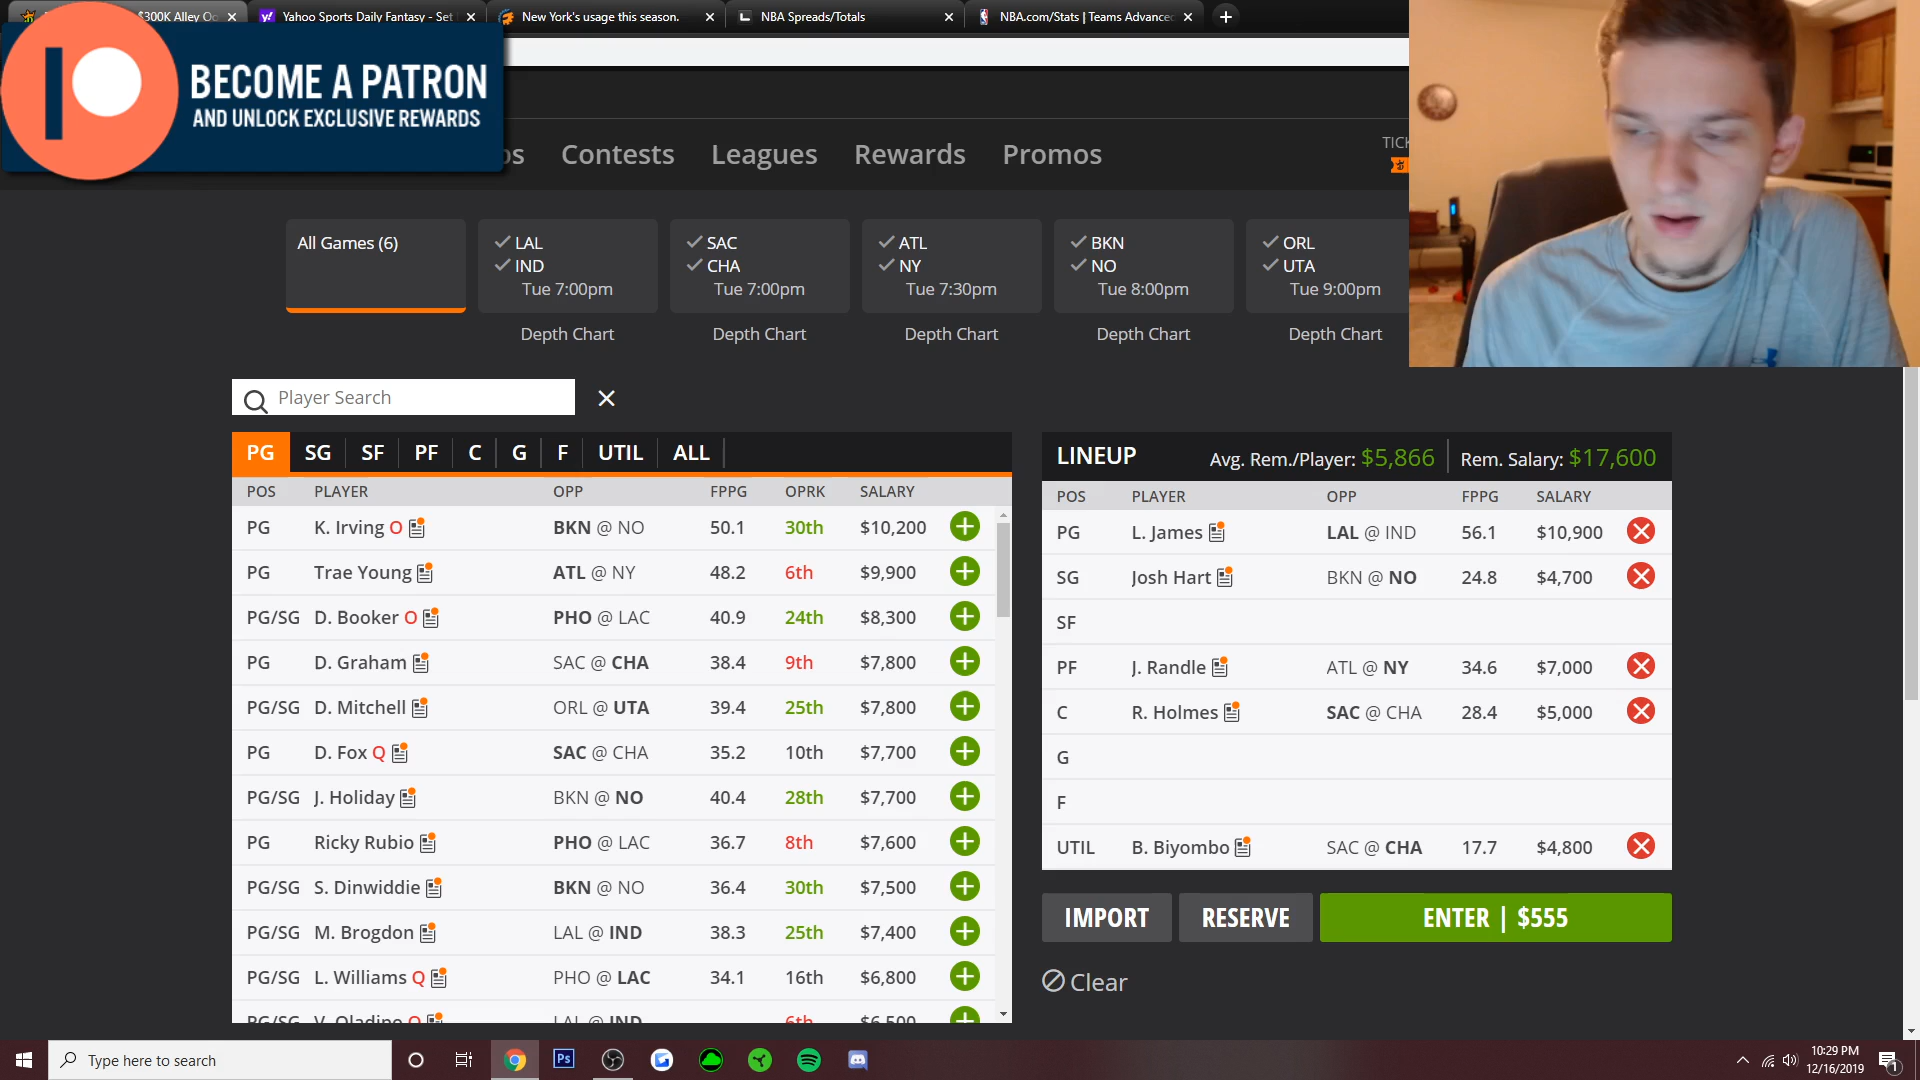 $300K Alley Oo
Yahoo Sports Daily Fantasy - Set
New York's usage this season.
NBA Spreads/Totals
NBA.com/Stats | Teams Advanced
BECOME A PATRON
AND UNLOCK EXCLUSIVE REWARDS
Contests Leagues Rewards Promos
All Games (6)
LAL
IND
Tue 7:00pm
SAC
CHA
Tue 7:00pm
ATL
NY
Tue 7:30pm
BKN
NO
Tue 8:00pm
ORL
UTA
Tue 9:00pm
Depth Chart Depth Chart Depth Chart Depth Chart Depth Chart
Player Search
PG SG SF PF C G F UTIL ALL
POS PLAYER OPP FPPG OPRK SALARY
PG K. Irving O BKN @ NO 50.1 30th $10,200
PG Trae Young ATL @ NY 48.2 6th $9,900
PG/SG D. Booker O PHO @ LAC 40.9 24th $8,300
PG D. Graham SAC @ CHA 38.4 9th $7,800
PG/SG D. Mitchell ORL @ UTA 39.4 25th $7,800
PG D. Fox Q SAC @ CHA 35.2 10th $7,700
PG/SG J. Holiday BKN @ NO 40.4 28th $7,700
PG Ricky Rubio PHO @ LAC 36.7 8th $7,600
PG/SG S. Dinwiddie BKN @ NO 36.4 30th $7,500
PG/SG M. Brogdon LAL @ IND 38.3 25th $7,400
PG/SG L. Williams Q PHO @ LAC 34.1 16th $6,800
PG/SG V. Oladipo O LAL @ IND 6th $6,500
LINEUP Avg. Rem./Player: $5,866 Rem. Salary: $17,600
POS PLAYER OPP FPPG SALARY
PG L. James LAL @ IND 56.1 $10,900
SG Josh Hart BKN @ NO 24.8 $4,700
SF
PF J. Randle ATL @ NY 34.6 $7,000
C R. Holmes SAC @ CHA 28.4 $5,000
G
F
UTIL B. Biyombo SAC @ CHA 17.7 $4,800
IMPORT RESERVE ENTER | $555
Clear
Type here to search
Ps
10:29 PM
12/16/2019
1